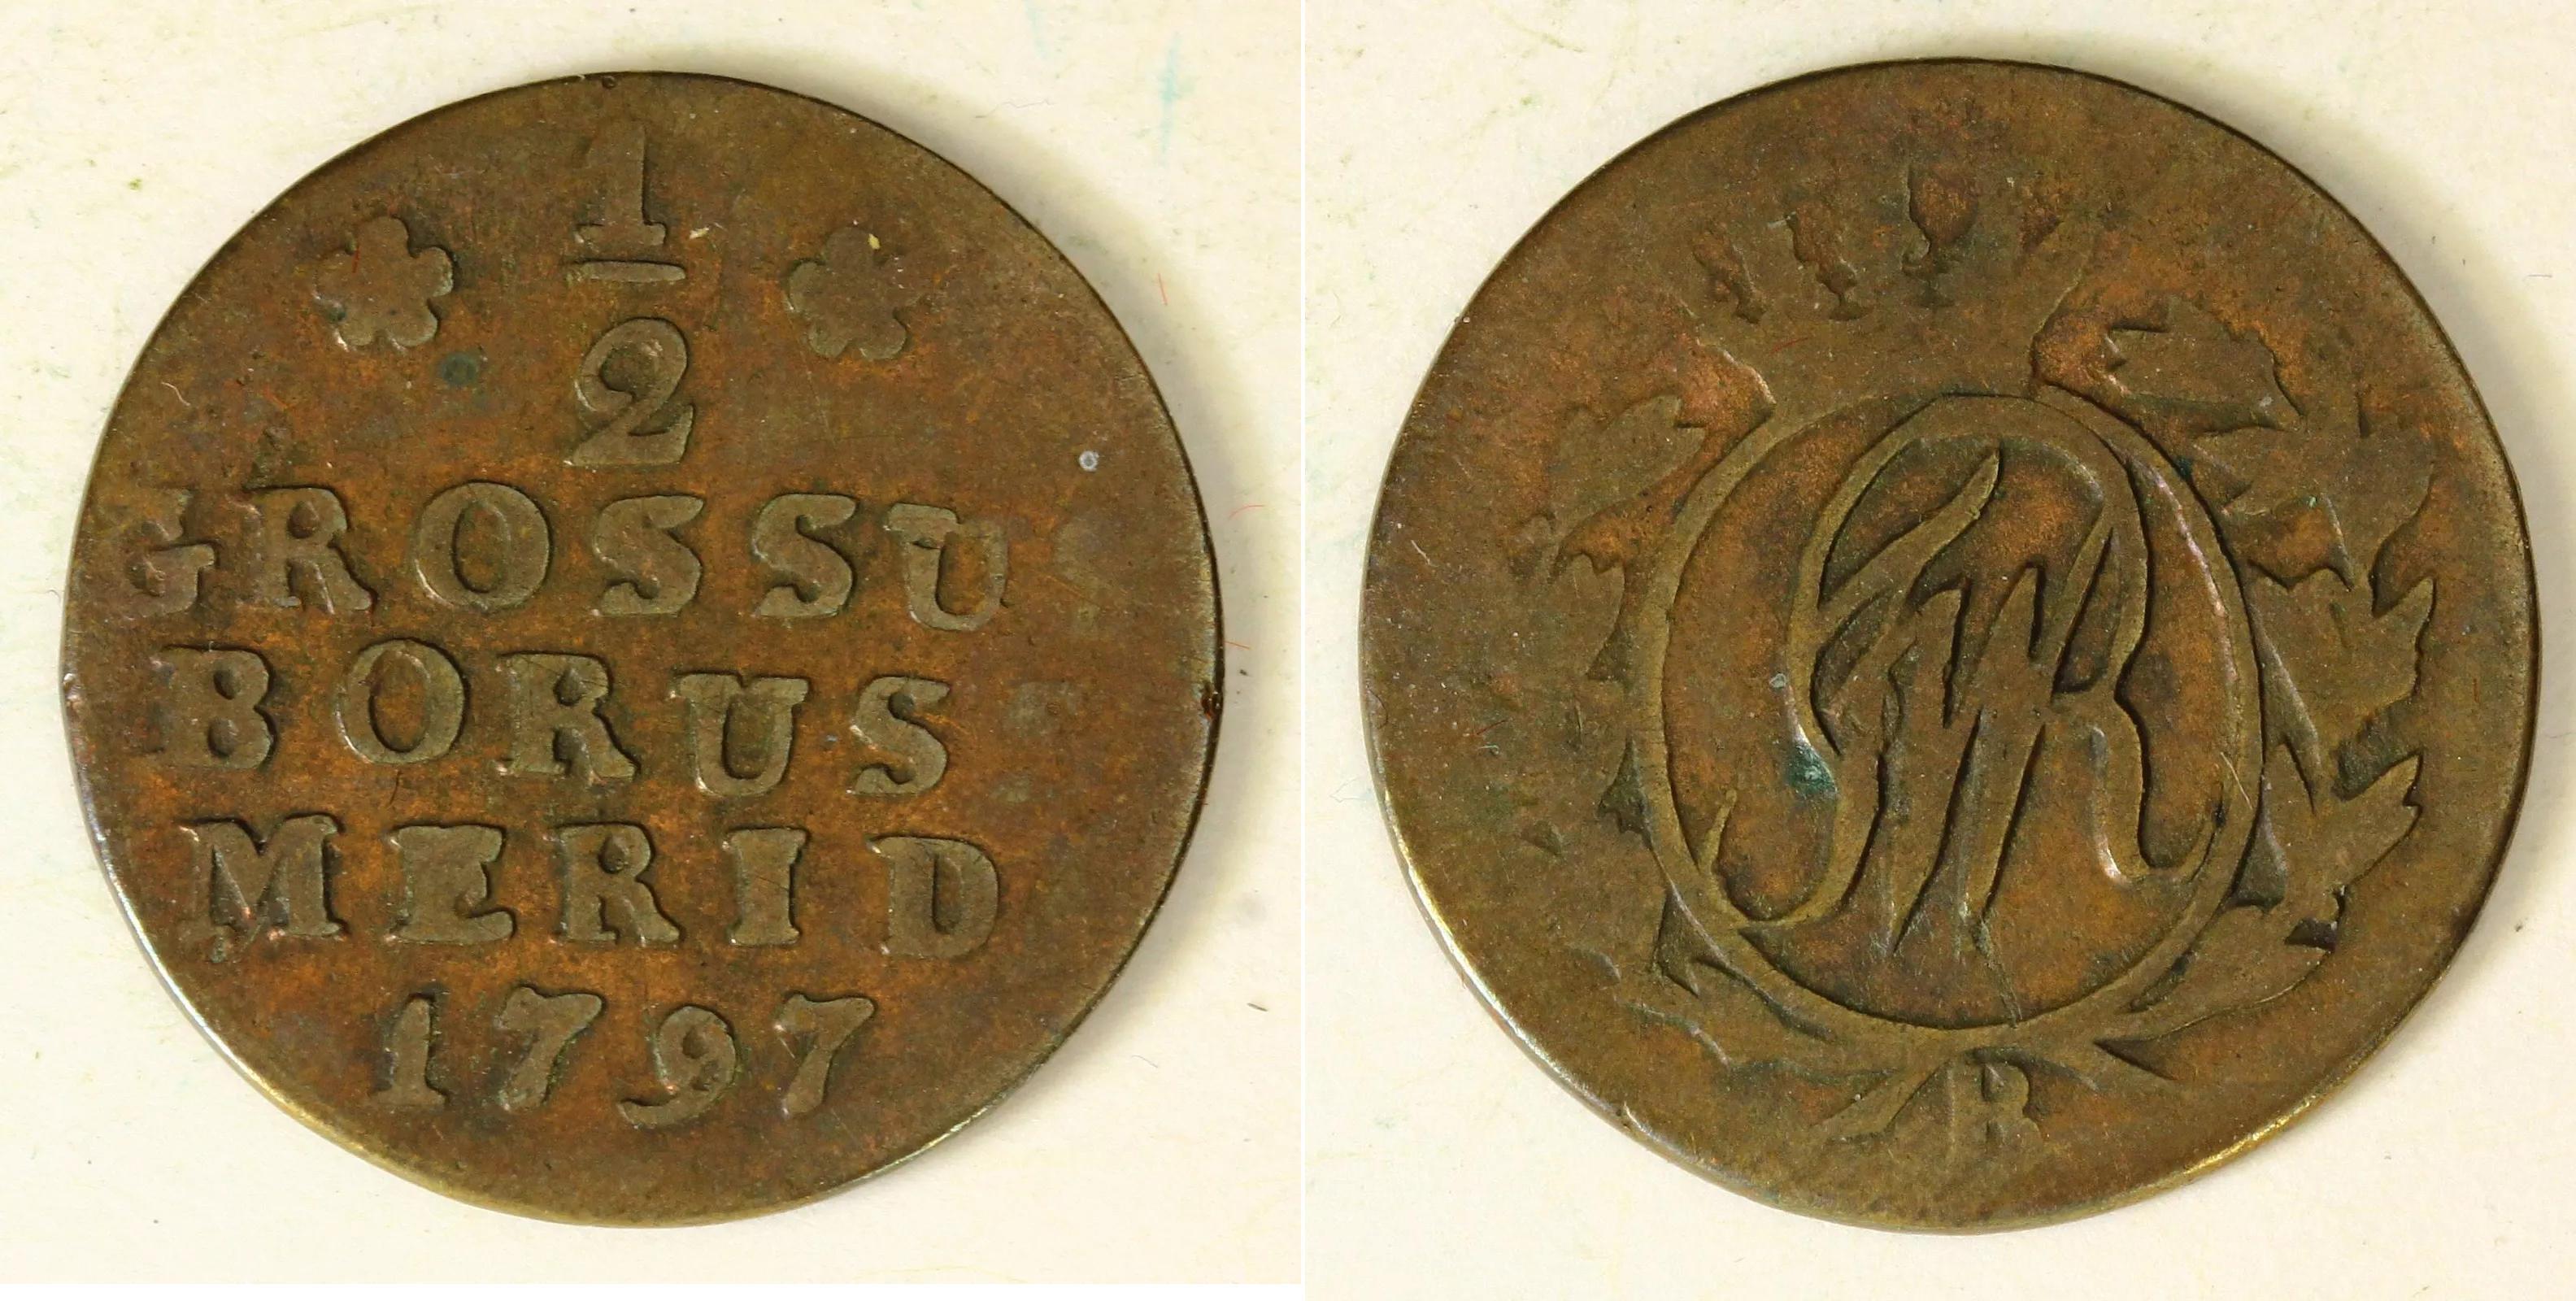 1
2
GROSSUS
BORUS
MERID
1797
FWR
B